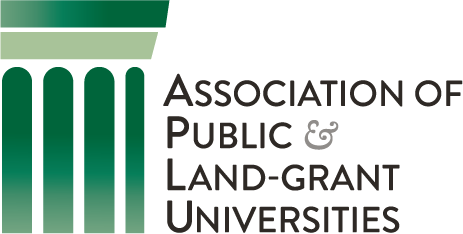 ASSOCIATION OF
PUBLIC &
LAND-GRANT
UNIVERSITIES